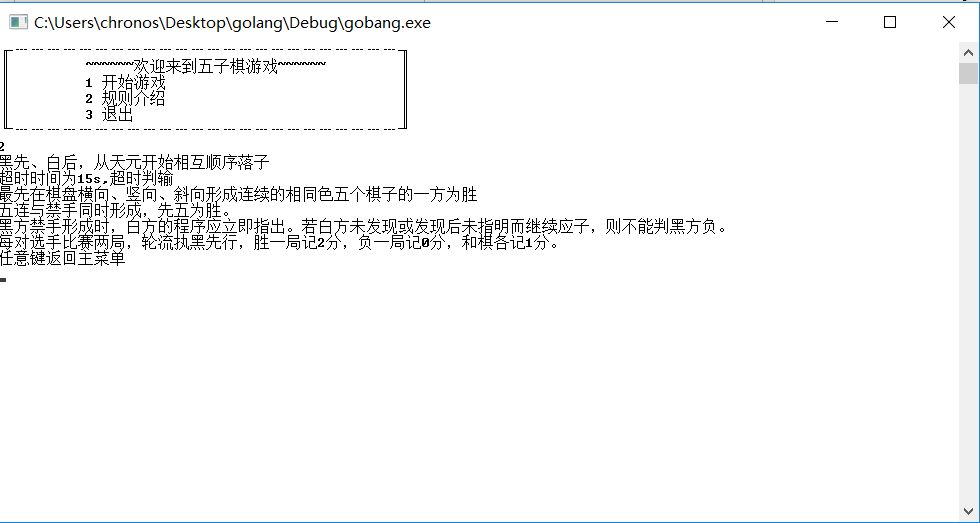 C:\Users\chronos\Desktop\golang\Debug\gobang.exe
~~~~~~~欢迎来到五子棋游戏~~~~~~
1 开始游戏
2 规则介绍
3 退出
2
黑先、白后，从天元开始相互顺序落子
超时时间为15s,超时判输
最先在棋盘横向、竖向、斜向形成连续的相同色五个棋子的一方为胜
五连与禁手同时形成，先五为胜。
黑方禁手形成时，白方的程序应立即指出。若白方未发现或发现后未指明而继续应子，则不能判黑方负。
每对选手比赛两局，轮流执黑先行，胜一局记2分，负一局记0分，和棋各记1分。
任意键返回主菜单